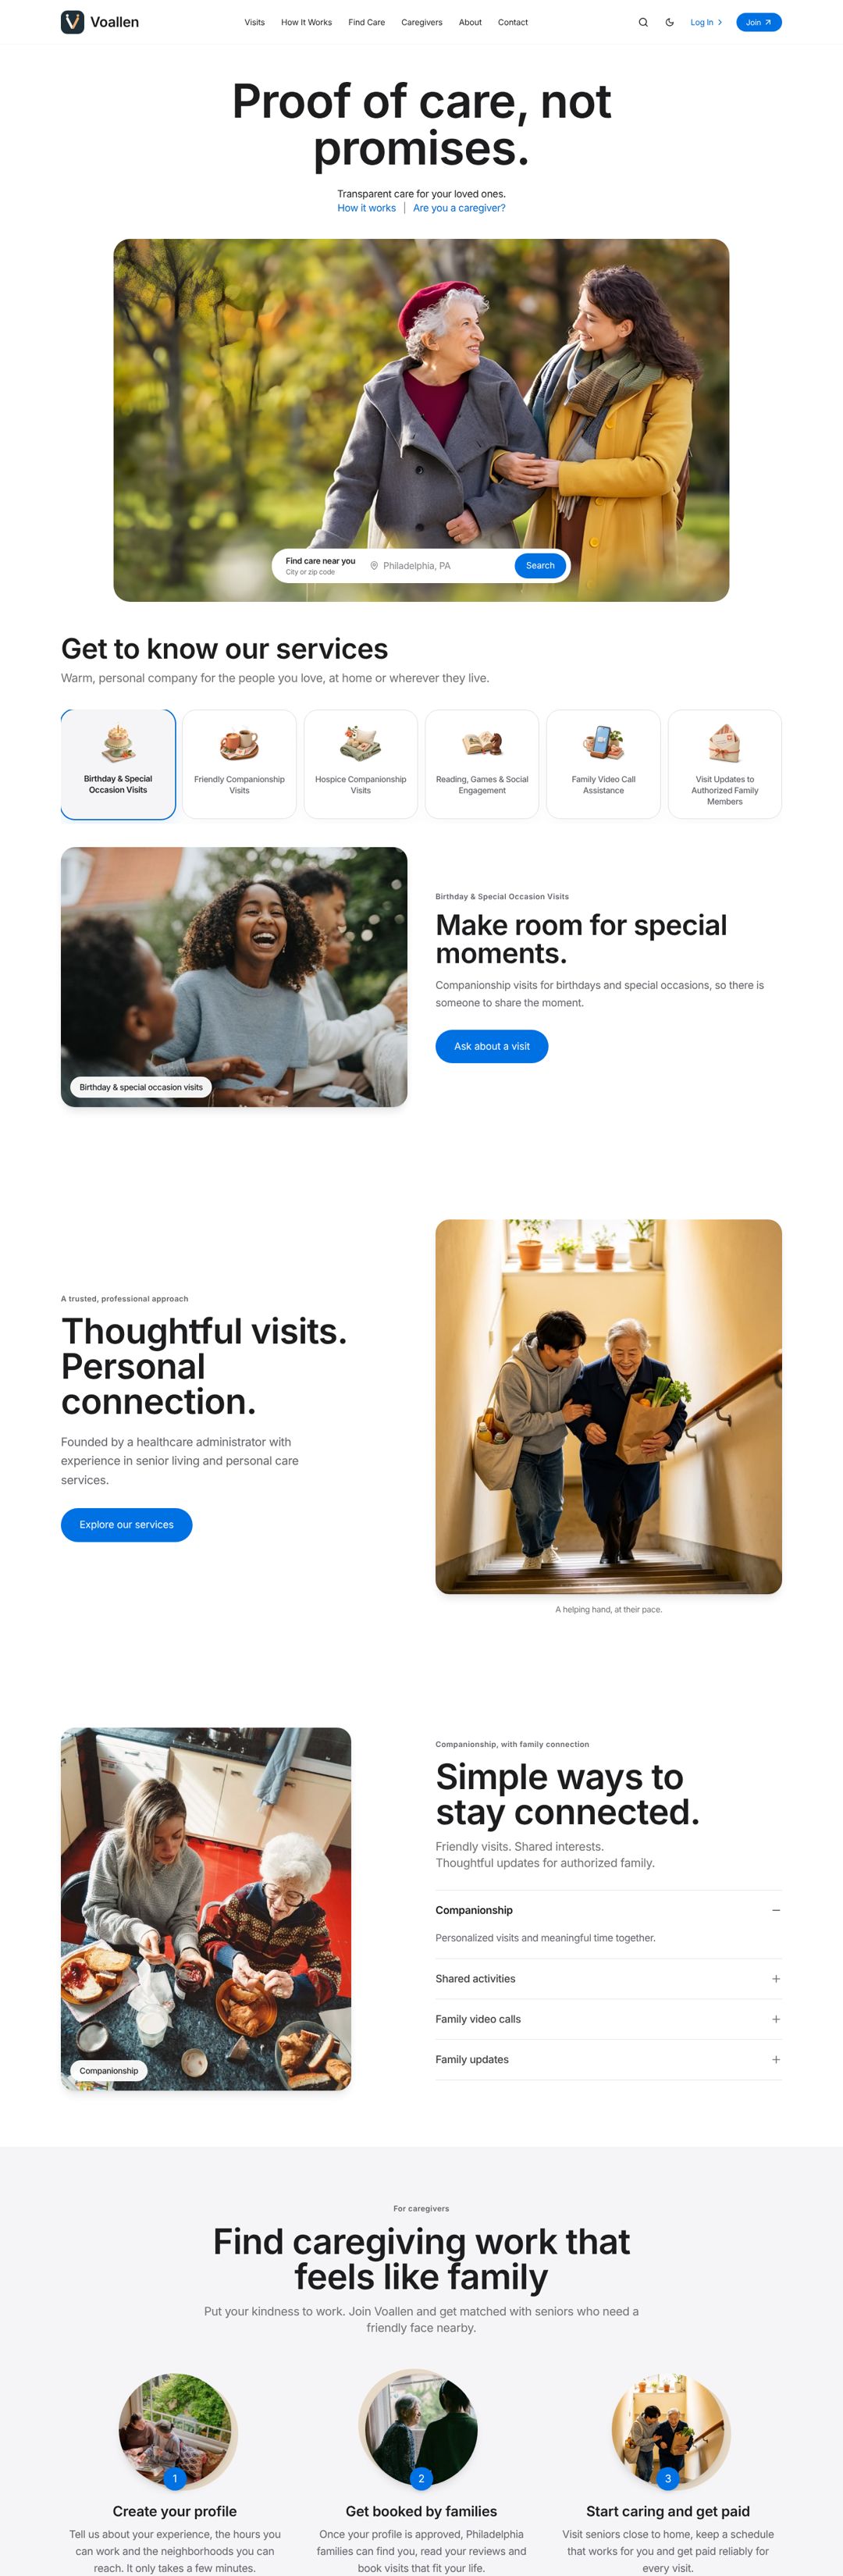 Voallen
Visits How It Works Find Care Caregivers About Contact
Log In Join
Proof of care, not
promises.
Transparent care for your loved ones.
How it works | Are you a caregiver?
Find care near you
City or zip code
Philadelphia, PA
Search
Get to know our services
Warm, personal company for the people you love, at home or wherever they live.
Birthday & Special
Occasion Visits
Friendly Companionship
Visits
Hospice Companionship
Visits
Reading, Games & Social
Engagement
Family Video Call
Assistance
Visit Updates to
Authorized Family
Members
Birthday & special occasion visits
Birthday & Special Occasion Visits
Make room for special
moments.
Companionship visits for birthdays and special occasions, so there is
someone to share the moment.
Ask about a visit
A trusted, professional approach
Thoughtful visits.
Personal
connection.
Founded by a healthcare administrator with
experience in senior living and personal care
services.
Explore our services
A helping hand, at their pace.
Companionship
Companionship, with family connection
Simple ways to
stay connected.
Friendly visits. Shared interests.
Thoughtful updates for authorized family.
Companionship
Personalized visits and meaningful time together.
Shared activities
Family video calls
Family updates
For caregivers
Find caregiving work that
feels like family
Put your kindness to work. Join Voallen and get matched with seniors who need a
friendly face nearby.
1
Create your profile
Tell us about your experience, the hours you
can work and the neighborhoods you can
reach. It only takes a few minutes.
2
Get booked by families
Once your profile is approved, Philadelphia
families can find you, read your reviews and
book visits that fit your life.
3
Start caring and get paid
Visit seniors close to home, keep a schedule
that works for you and get paid reliably for
every visit.